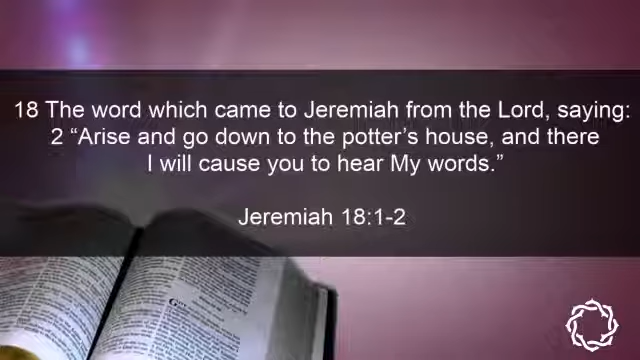 18 The word which came to Jeremiah from the Lord, saying:
2 “Arise and go down to the potter’s house, and there
I will cause you to hear My words.”
Jeremiah 18:1-2